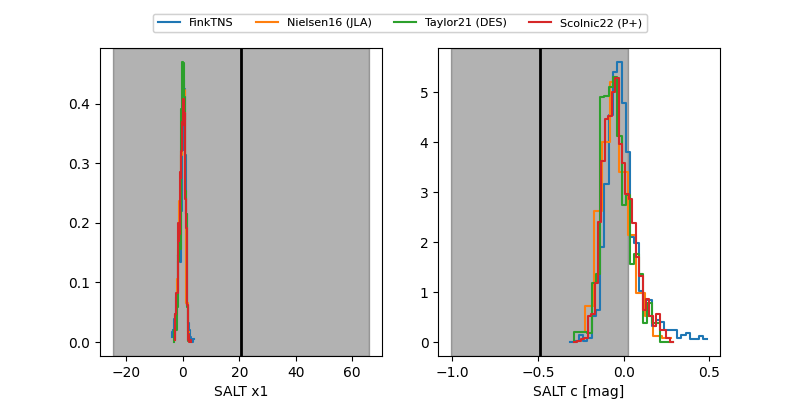 FinkTNS Nielsen16 (JLA) Taylor21 (DES) Scolnic22 (P+)
0.4
0.3
0.2
0.1
0.0
−20 0 20 40 60
SALT x1
5
4
3
2
1
0
−1.0 −0.5 0.0 0.5
SALT c [mag]